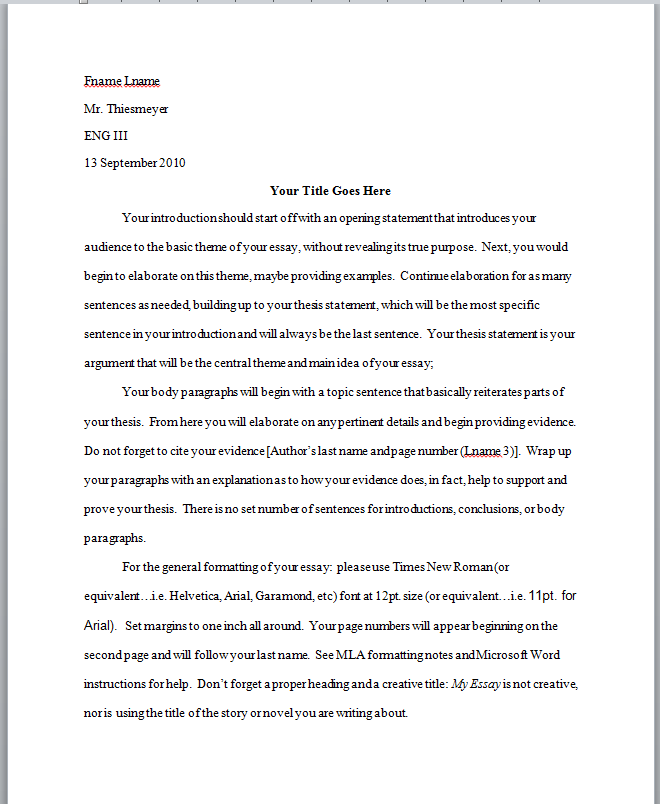 Fname Lname
Mr. Thiesmeyer
ENG III
13 September 2010
Your Title Goes Here
Your introduction should start off with an opening statement that introduces your
audience to the basic theme of your essay, without revealing its true purpose.  Next, you would
begin to elaborate on this theme, maybe providing examples.  Continue elaboration for as many
sentences as needed, building up to your thesis statement, which will be the most specific
sentence in your introduction and will always be the last sentence.  Your thesis statement is your
argument that will be the central theme and main idea of your essay;
Your body paragraphs will begin with a topic sentence that basically reiterates parts of
your thesis.  From here you will elaborate on any pertinent details and begin providing evidence.
Do not forget to cite your evidence [Author’s last name and page number (Lname 3)].  Wrap up
your paragraphs with an explanation as to how your evidence does, in fact, help to support and
prove your thesis.  There is no set number of sentences for introductions, conclusions, or body
paragraphs.
For the general formatting of your essay:  please use Times New Roman (or
equivalent…i.e. Helvetica, Arial, Garamond, etc) font at 12pt. size (or equivalent…i.e. 11pt. for
Arial).  Set margins to one inch all around.  Your page numbers will appear beginning on the
second page and will follow your last name.  See MLA formatting notes and Microsoft Word
instructions for help.  Don’t forget a proper heading and a creative title: My Essay is not creative,
nor is using the title of the story or novel you are writing about.